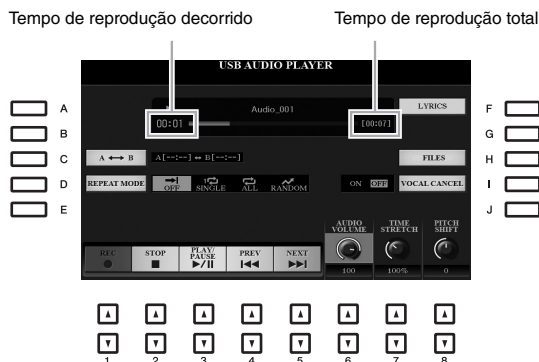 Tempo de reprodução decorrido Tempo de reprodução total
USB AUDIO PLAYER
Audio_001
00:01 [00:07]
LYRICS
A ↔ B A[--:--] ↔ B[--:--] FILES
REPEAT MODE OFF SINGLE ALL RANDOM ON OFF VOCAL CANCEL
AUDIO VOLUME TIME STRETCH PITCH SHIFT
REC STOP PLAY/PAUSE PREV NEXT
100 100% 0
A F
B G
C H
D I
E J
1 2 3 4 5 6 7 8